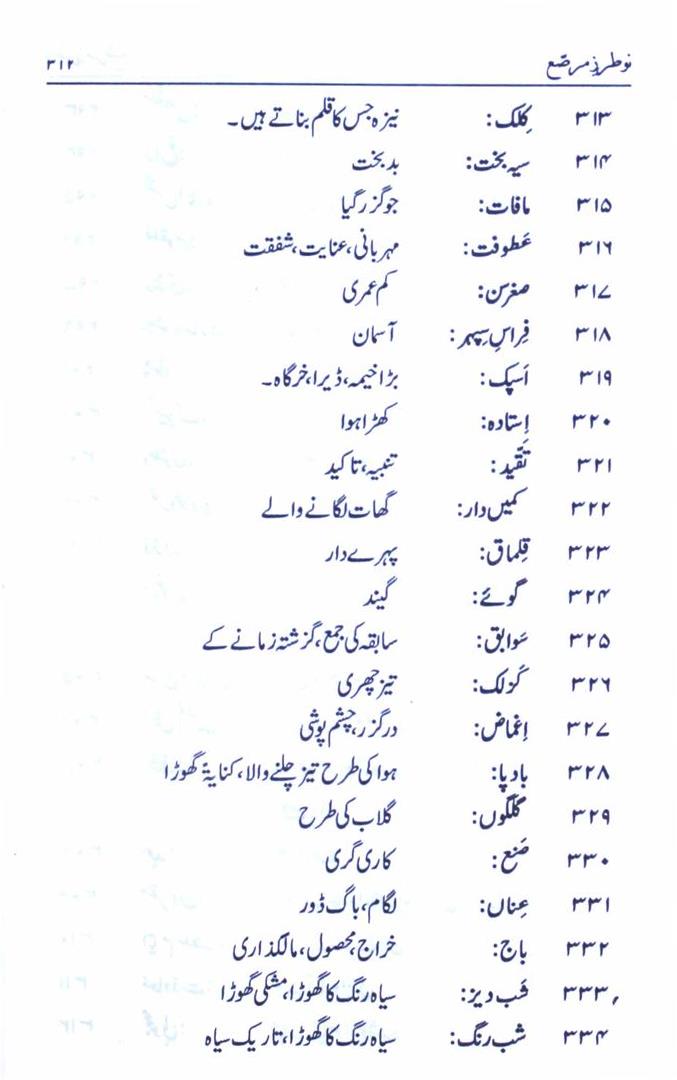 نوطرزِ مرصّع ۳۱۲
۳۱۳ کِلک: نیزہ جس کا قلم بناتے ہیں۔
۳۱۴ سیہ بخت: بدبخت
۳۱۵ مافات: جو گزر گیا
۳۱۶ عَطوفت: مہربانی، عنایت، شفقت
۳۱۷ صغرسن: کم عمری
۳۱۸ فِراسِ سپہر: آسمان
۳۱۹ اَسپک: بڑا خیمہ، ڈیرا، خرگاہ۔
۳۲۰ اِستادہ: کھڑا ہوا
۳۲۱ تَقّید: تنبیہ، تاکید
۳۲۲ کمیں دار: گھات لگانے والے
۳۲۳ قِلماق: پہرے دار
۳۲۴ گوئے: گیند
۳۲۵ سَوابق: سابقہ کی جمع، گزشتہ زمانے کے
۳۲۶ گزلک: تیز چھری
۳۲۷ اِغماض: درگزر، چشم پوشی
۳۲۸ بادپا: ہوا کی طرح تیز چلنے والا، کنایۃً گھوڑا
۳۲۹ گلگوں: گلاب کی طرح
۳۳۰ صَنع: کاری گری
۳۳۱ عِناں: لگام، باگ ڈور
۳۳۲ باج: خراج، محصول، مالگذاری
۳۳۳ شب دیز: سیاہ رنگ کا گھوڑا، مشکی گھوڑا
۳۳۴ شب رنگ: سیاہ رنگ کا گھوڑا، تاریک سیاہ